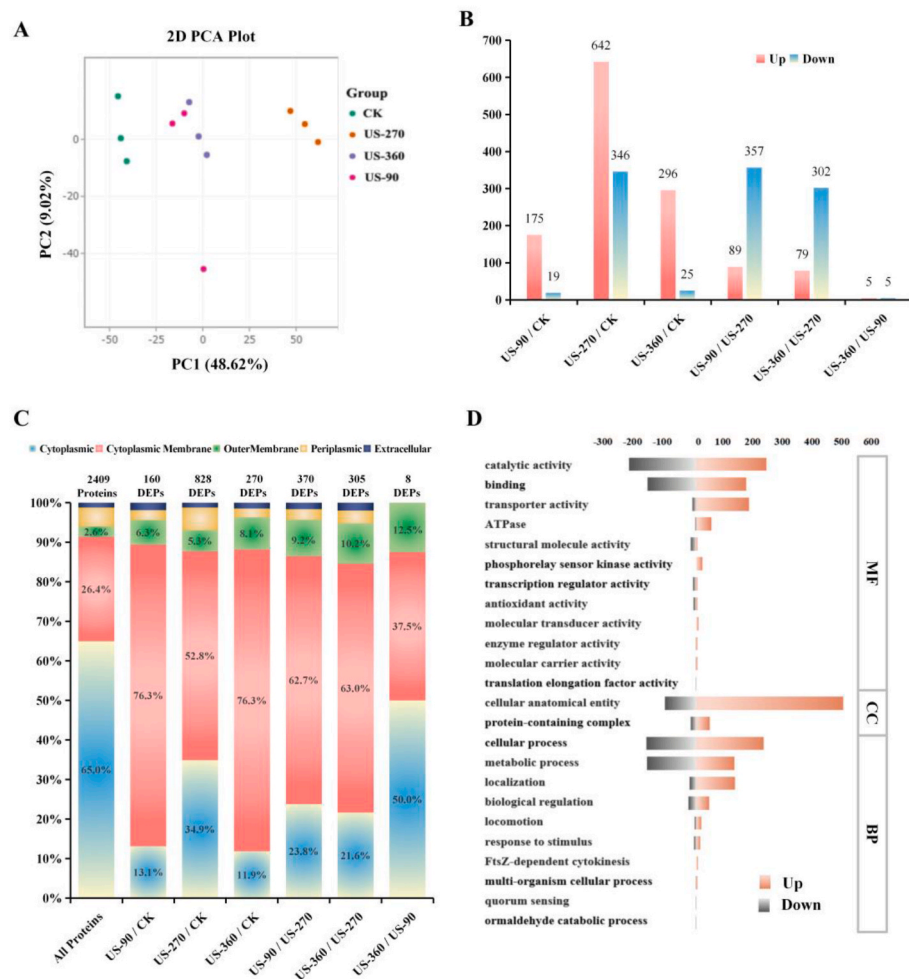 A
2D PCA Plot
Group
CK
US-270
US-360
US-90
0
-20
-40
-50
-25
0
25
50
PC2 (9.02%)
PC1 (48.62%)
B
700
600
500
400
300
200
100
0
Up
Down
175
19
642
346
296
25
89
357
79
302
5
5
US-90 / CK
US-270 / CK
US-360 / CK
US-90 / US-270
US-360 / US-270
US-360 / US-90
C
Cytoplasmic
Cytoplasmic Membrane
OuterMembrane
Periplasmic
Extracellular
2409 160 828 270 370 305 8
Proteins DEPs DEPs DEPs DEPs DEPs DEPs
100%
90%
80%
70%
60%
50%
40%
30%
20%
10%
0%
2.6%
26.4%
65.0%
6.3%
76.3%
13.1%
5.3%
52.8%
34.9%
8.1%
76.3%
11.9%
9.2%
62.7%
23.8%
10.2%
63.0%
21.6%
12.5%
37.5%
50.0%
All Proteins
US-90 / CK
US-270 / CK
US-360 / CK
US-90 / US-270
US-360 / US-270
US-360 / US-90
D
-300 -200 -100 0 100 200 300 400 500 600
catalytic activity
binding
transporter activity
ATPase
structural molecule activity
phosphorelay sensor kinase activity
transcription regulator activity
antioxidant activity
molecular transducer activity
enzyme regulator activity
molecular carrier activity
translation elongation factor activity
cellular anatomical entity
protein-containing complex
cellular process
metabolic process
localization
biological regulation
locomotion
response to stimulus
FtsZ-dependent cytokinesis
multi-organism cellular process
quorum sensing
ormaldehyde catabolic process
MF
CC
BP
Up
Down